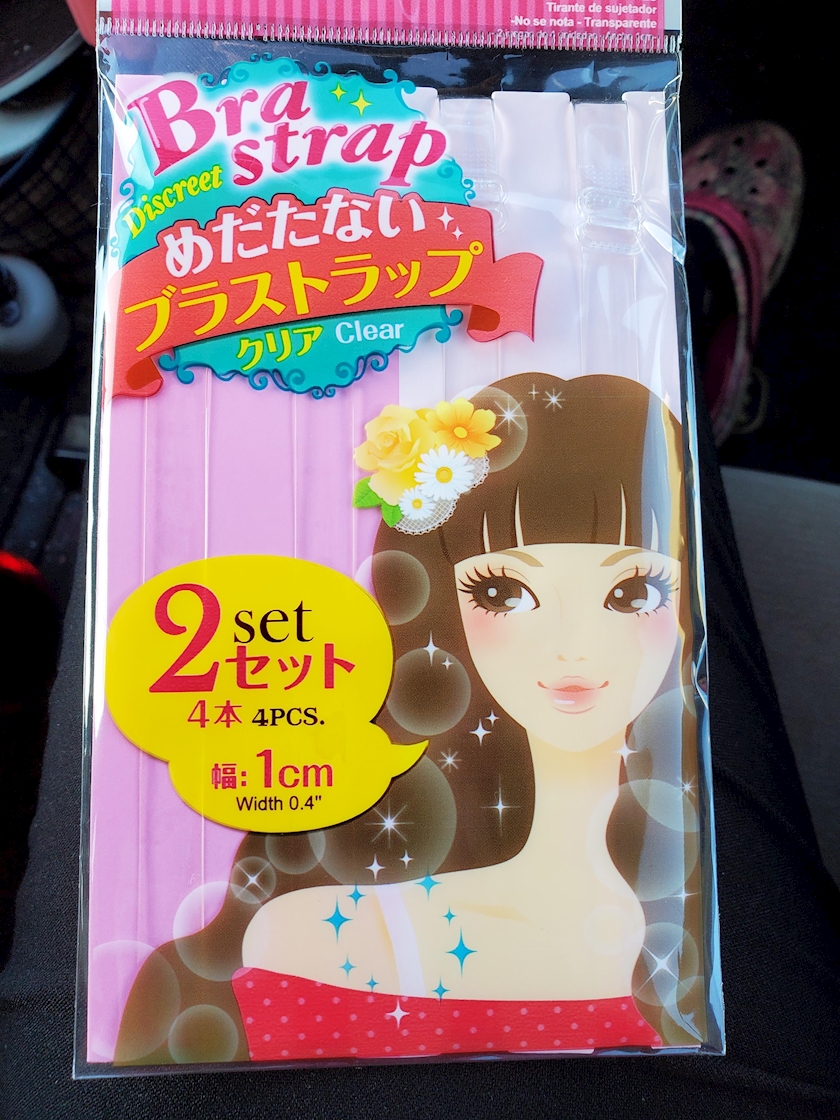 Tirante de sujetador
-No se nota - Transparente
Bra
strap
Discreet
めだたない
ブラストラップ
クリア Clear
2 set
セット
4本 4PCS.
幅: 1cm
Width 0.4"